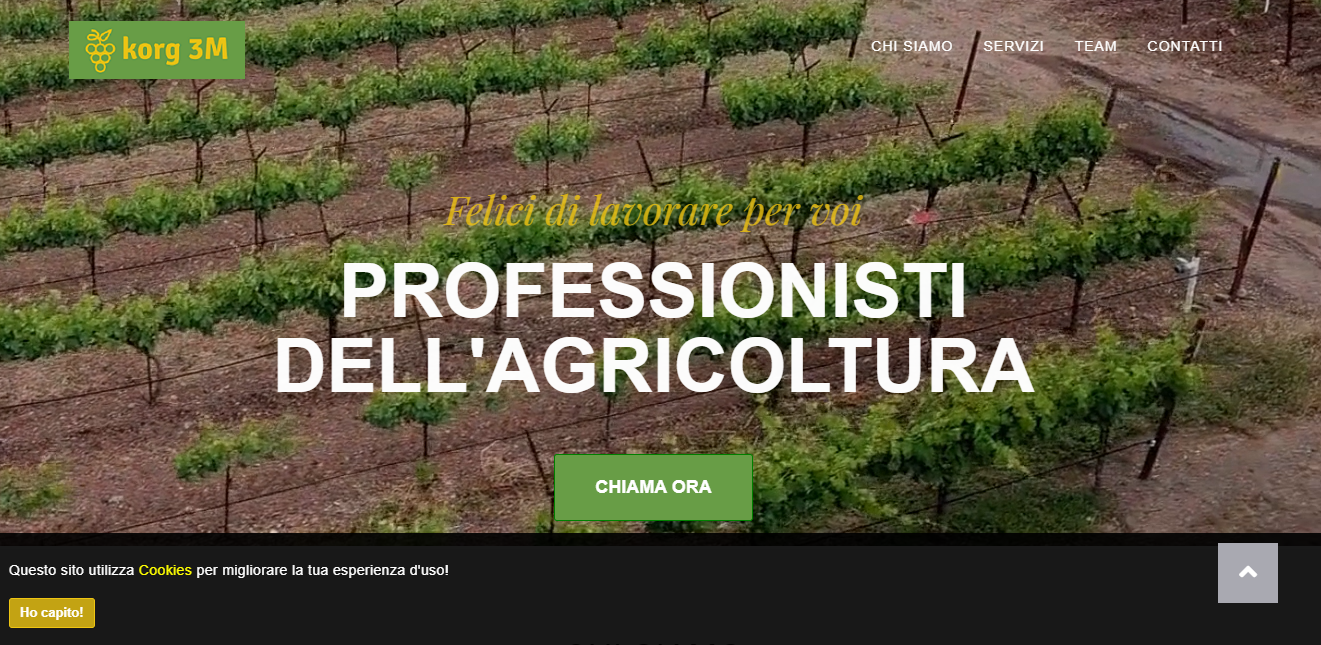 korg 3M
CHI SIAMO SERVIZI TEAM CONTATTI
Felici di lavorare per voi
PROFESSIONISTI
DELL'AGRICOLTURA
CHIAMA ORA
Questo sito utilizza Cookies per migliorare la tua esperienza d'uso!
Ho capito!